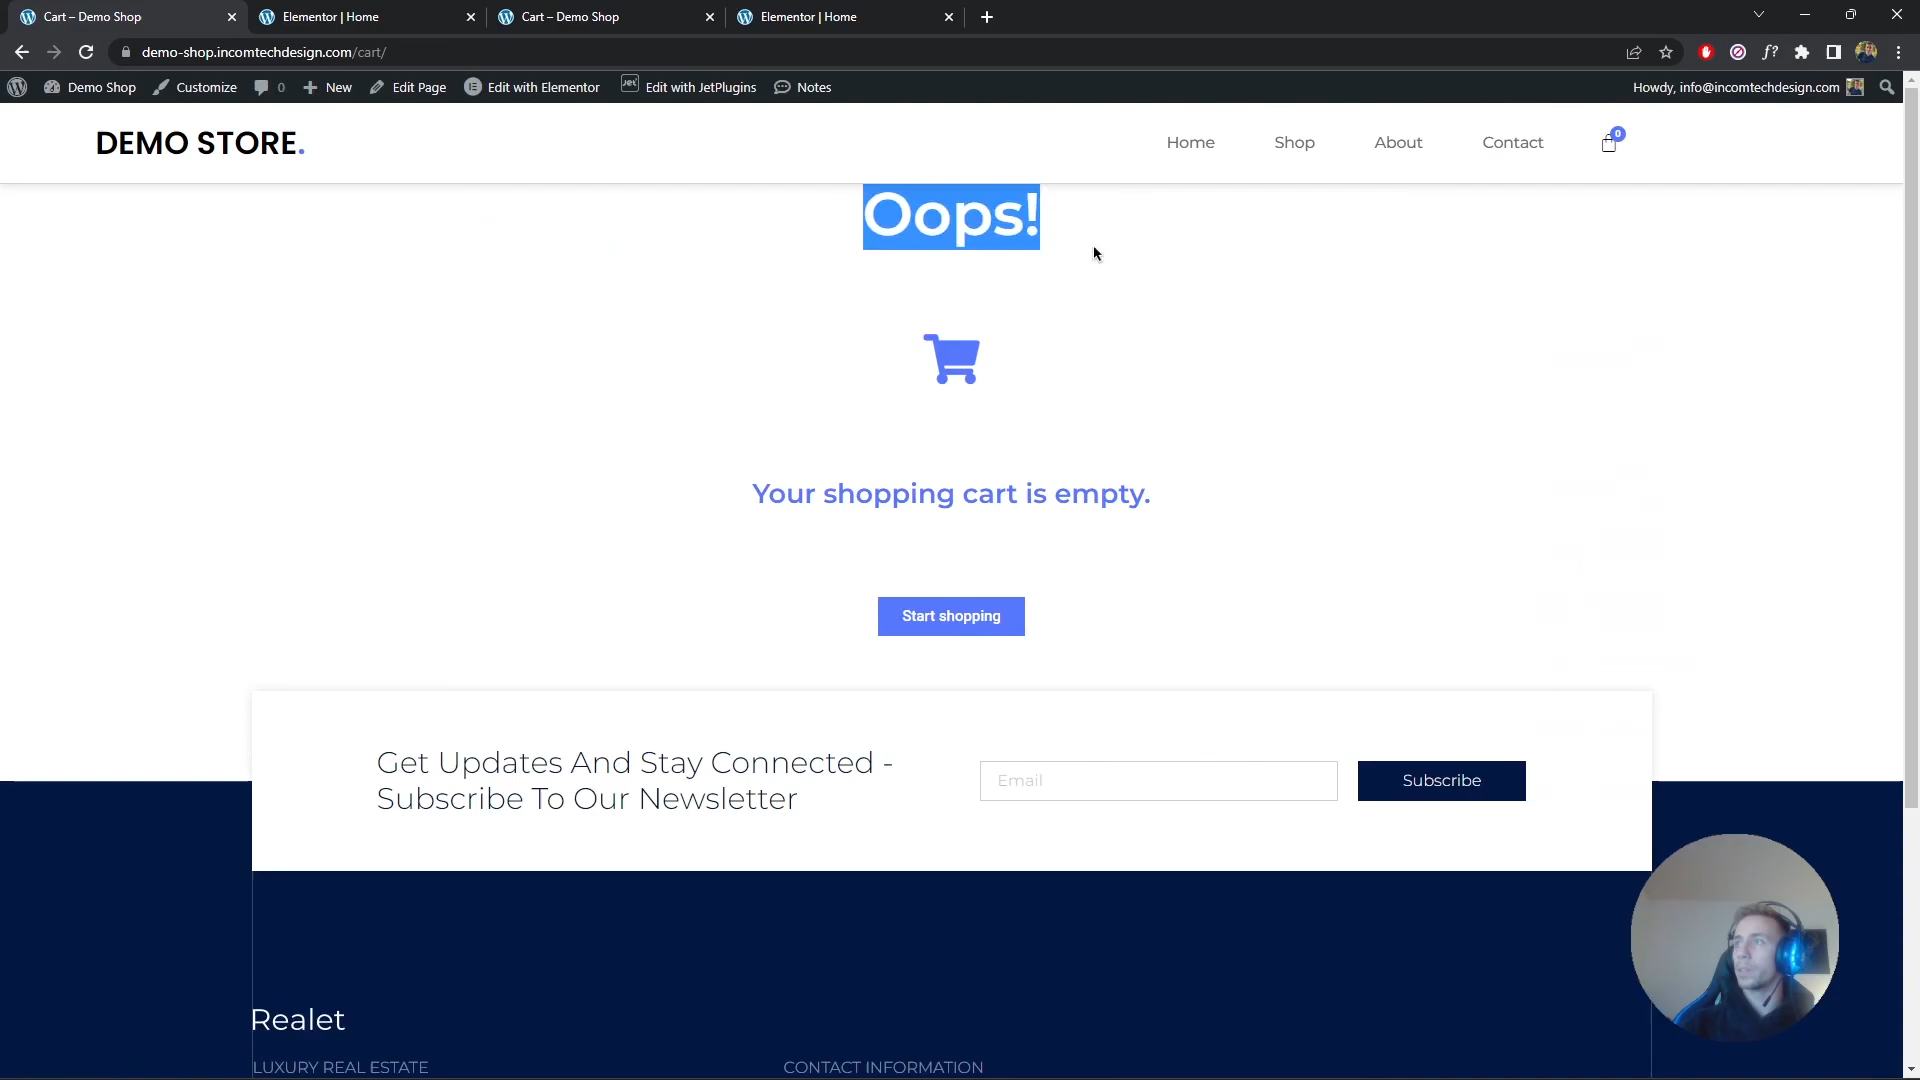 Cart – Demo Shop
Elementor | Home
Cart – Demo Shop
Elementor | Home
demo-shop.incomtechdesign.com/cart/
f?
Demo Shop
Customize
0
New
Edit Page
Edit with Elementor
Jet
Edit with JetPlugins
Notes
Howdy, info@incomtechdesign.com
DEMO STORE.
Home
Shop
About
Contact
0
Oops!
Your shopping cart is empty.
Start shopping
Get Updates And Stay Connected -
Subscribe To Our Newsletter
Email
Subscribe
Realet
LUXURY REAL ESTATE
CONTACT INFORMATION